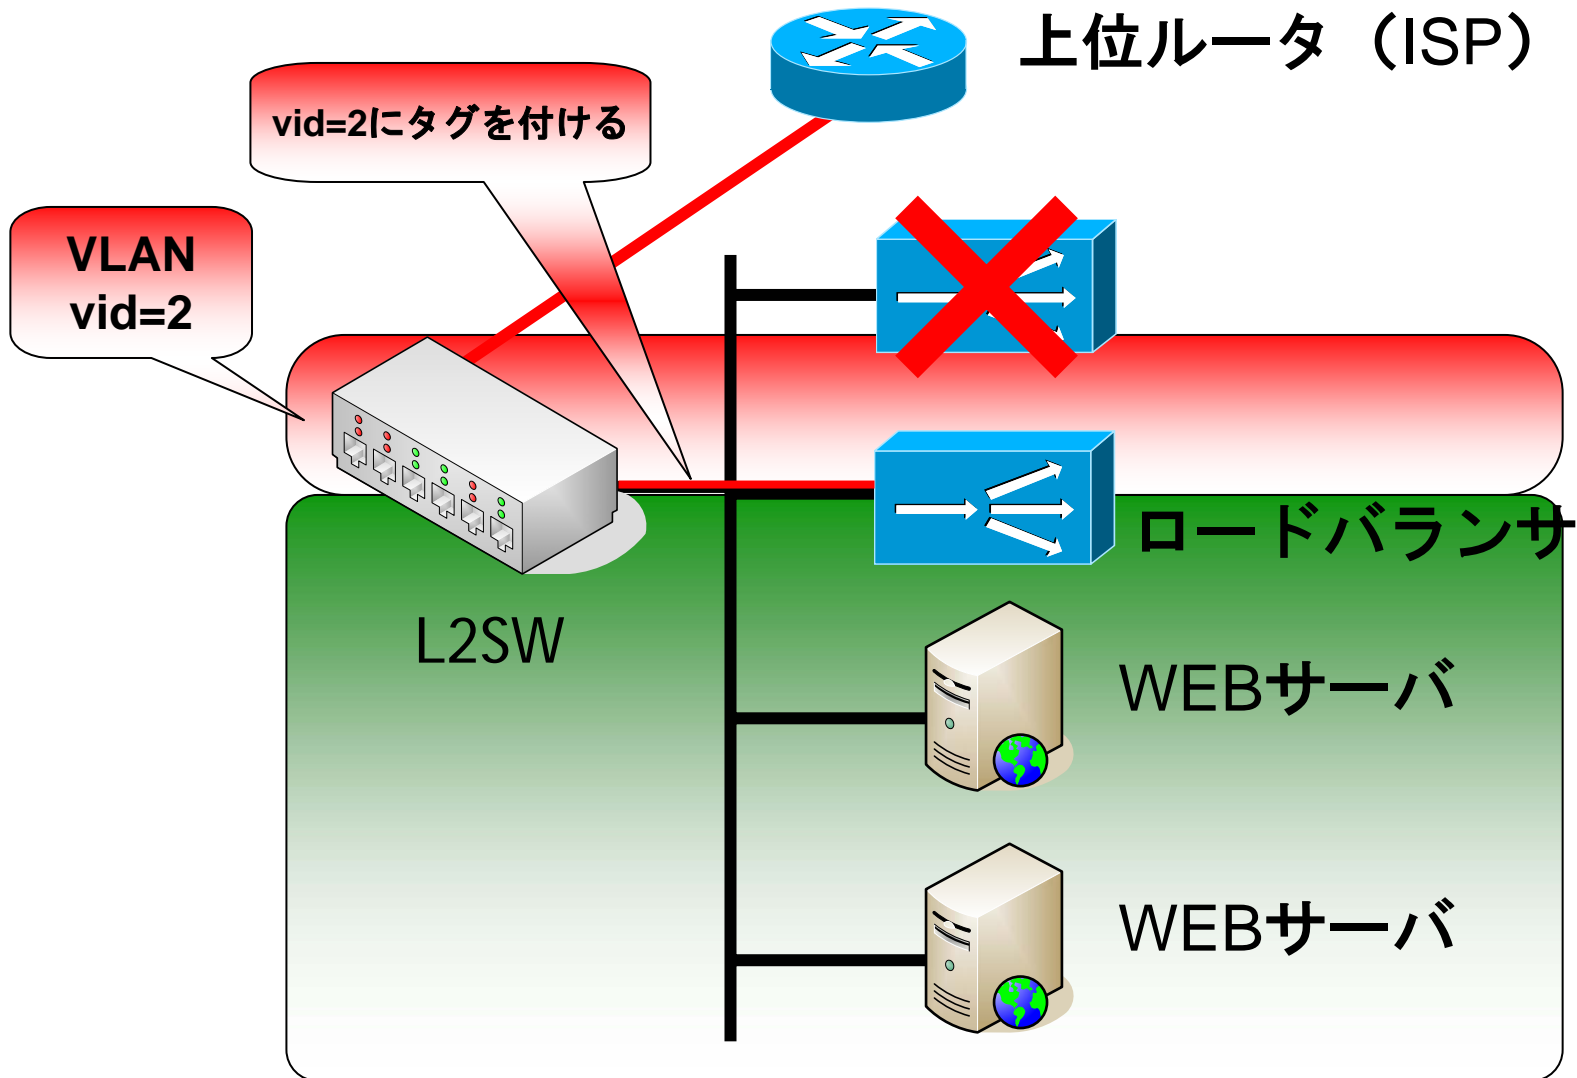 上位ルータ（ISP）
vid=2にタグを付ける
VLAN
vid=2
ロードバランサ
L2SW
WEBサーバ
WEBサーバ